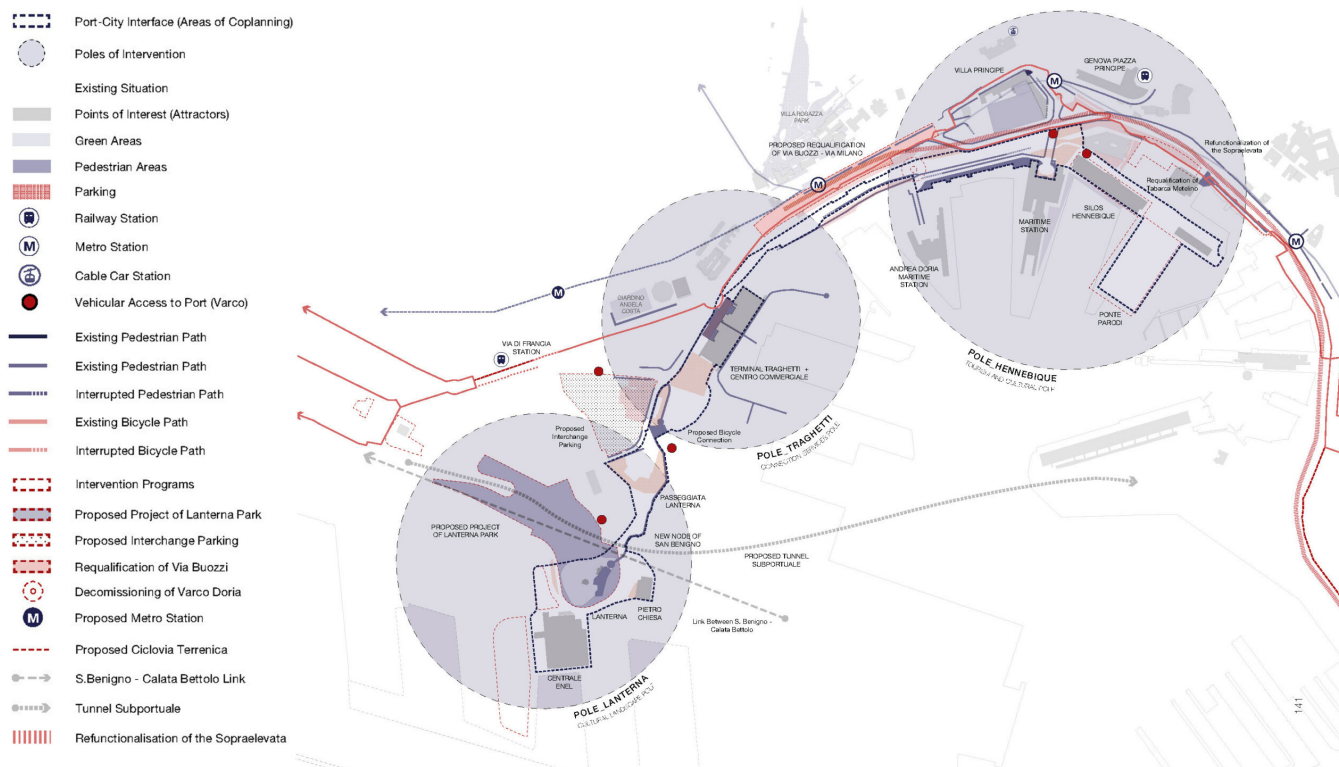 Port-City Interface (Areas of Coplanning)
Poles of Intervention
Existing Situation
Points of Interest (Attractors)
Green Areas
Pedestrian Areas
Parking
Railway Station
M
Metro Station
Cable Car Station
Vehicular Access to Port (Varco)
Existing Pedestrian Path
Existing Pedestrian Path
Interrupted Pedestrian Path
Existing Bicycle Path
Interrupted Bicycle Path
Intervention Programs
Proposed Project of Lanterna Park
Proposed Interchange Parking
Requalification of Via Buozzi
Decomissioning of Varco Doria
M
Proposed Metro Station
Proposed Ciclovia Terrenica
S.Benigno - Calata Bettolo Link
Tunnel Subportuale
Refunctionalisation of the Sopraelevata
VILLA PRINCIPE
GENOVA PIAZZA
PRINCIPE
M
VILLA ROGAZZA
PARK
PROPOSED REQUALIFICATION
OF VIA BUOZZI - VIA MILANO
M
Refunctionalization of
the Sopraelevata
Requalification of
Tabarca Metelino
SILOS
HENNEBIQUE
MARITIME
STATION
M
ANDREA DORIA
MARITIME
STATION
PONTE
PARODI
POLE_HENNEBIQUE
TOURISM AND CULTURAL POLE
M
GIARDINO
ANGELA
COSTA
VIA DI FRANCIA
STATION
TERMINAL TRAGHETTI +
CENTRO COMMERCIALE
Proposed
Interchange
Parking
Proposed Bicycle
Connection
POLE_TRAGHETTI
CONNECTION SERVICES POLE
PASSEGGIATA
LANTERNA
PROPOSED PROJECT
OF LANTERNA PARK
NEW NODE OF
SAN BENIGNO
PROPOSED TUNNEL
SUBPORTUALE
LANTERNA
PIETRO
CHIESA
Link Between S. Benigno -
Calata Bettolo
CENTRALE
ENEL
POLE_LANTERNA
CULTURAL LANDSCAPE POLE
141